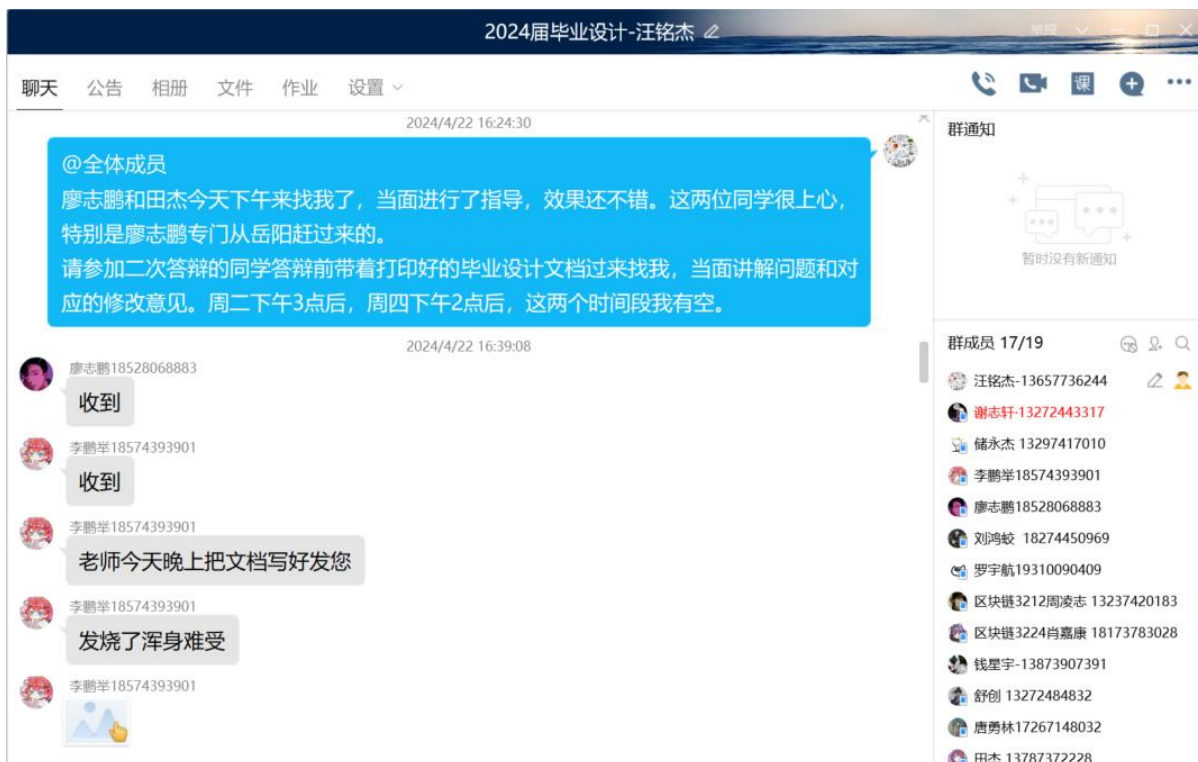 2024届毕业设计-汪铭杰
举报
聊天 公告 相册 文件 作业 设置
课
2024/4/22 16:24:30
@全体成员
廖志鹏和田杰今天下午来找我了，当面进行了指导，效果还不错。这两位同学很上心，
特别是廖志鹏专门从岳阳赶过来的。
请参加二次答辩的同学答辩前带着打印好的毕业设计文档过来找我，当面讲解问题和对
应的修改意见。周二下午3点后，周四下午2点后，这两个时间段我有空。
2024/4/22 16:39:08
廖志鹏18528068883
收到
李鹏举18574393901
收到
李鹏举18574393901
老师今天晚上把文档写好发您
李鹏举18574393901
发烧了浑身难受
李鹏举18574393901
群通知
暂时没有新通知
群成员 17/19
汪铭杰-13657736244
谢志轩·13272443317
储永杰 13297417010
李鹏举18574393901
廖志鹏18528068883
刘鸿蛟 18274450969
罗宇航19310090409
区块链3212周凌志 13237420183
区块链3224肖嘉康 18173783028
钱星宇-13873907391
舒创 13272484832
唐勇林17267148032
田杰 13787372228